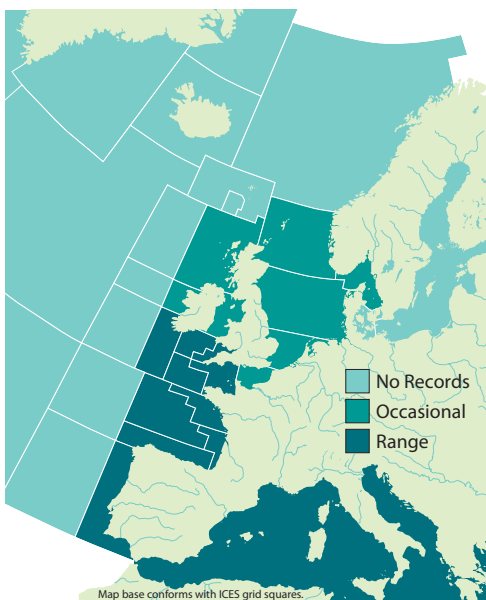 No Records
Occasional
Range
Map base conforms with ICES grid squares.